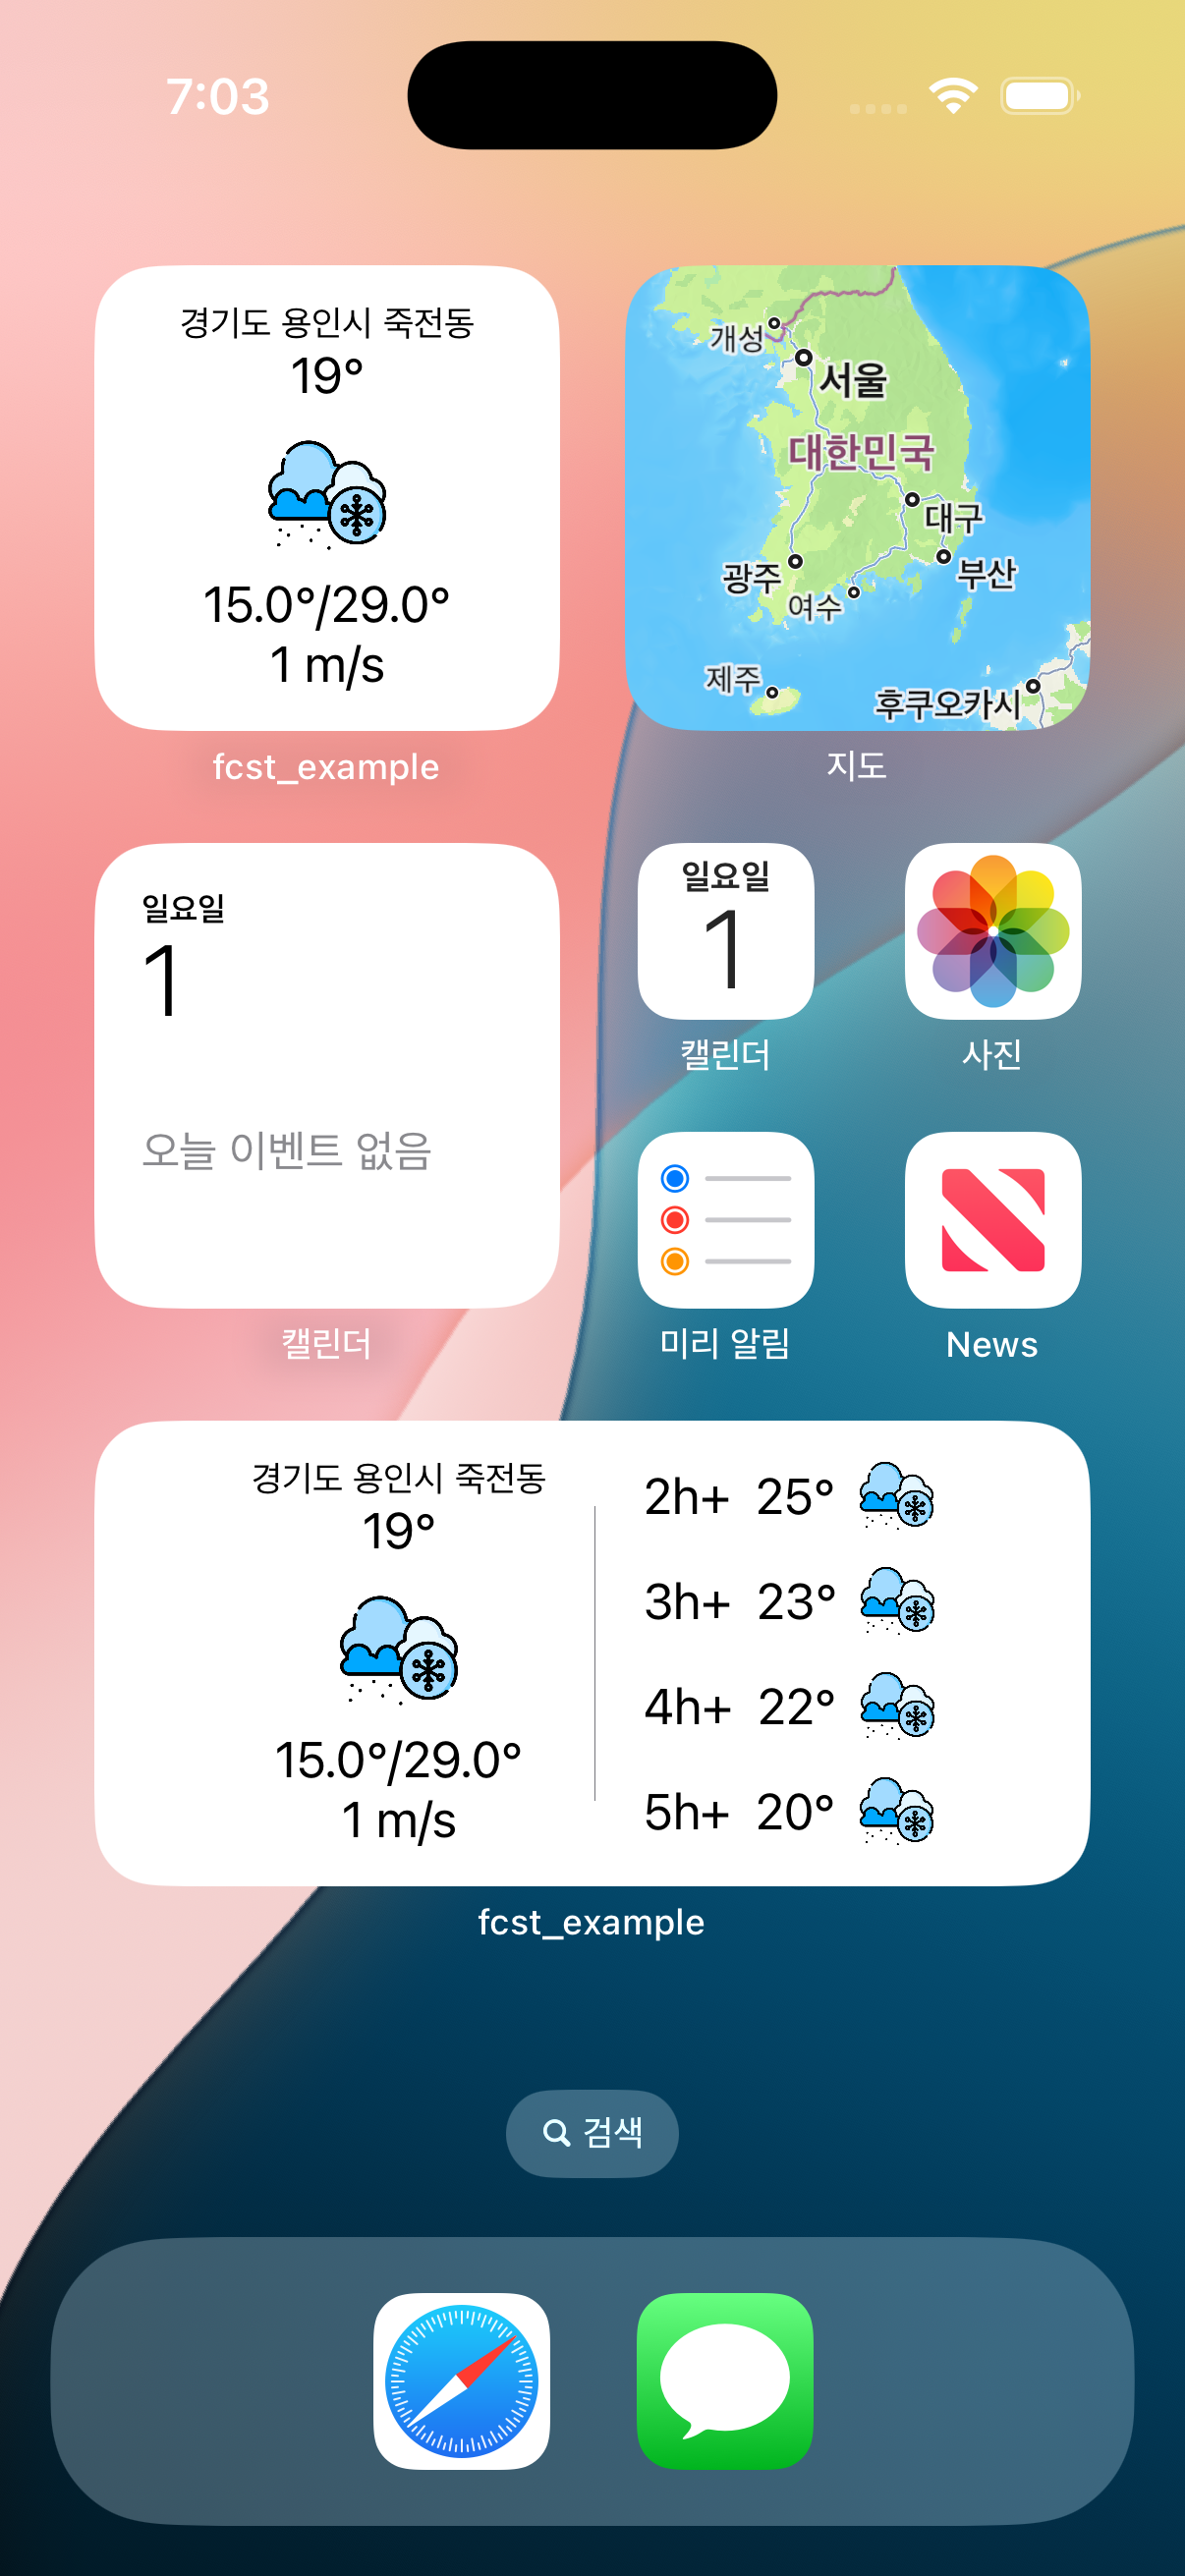 7:03
경기도 용인시 죽전동
19°
15.0°/29.0°
1 m/s
fcst_example
개성
서울
대한민국
대구
광주
부산
여수
제주
후쿠오카시
지도
일요일
1
오늘 이벤트 없음
캘린더
일요일
1
캘린더
사진
미리 알림
News
경기도 용인시 죽전동
19°
15.0°/29.0°
1 m/s
2h+ 25°
3h+ 23°
4h+ 22°
5h+ 20°
fcst_example
검색